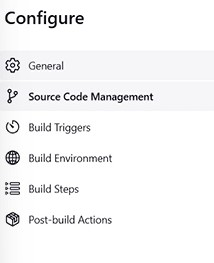 Configure
General
Source Code Management
Build Triggers
Build Environment
Build Steps
Post-build Actions